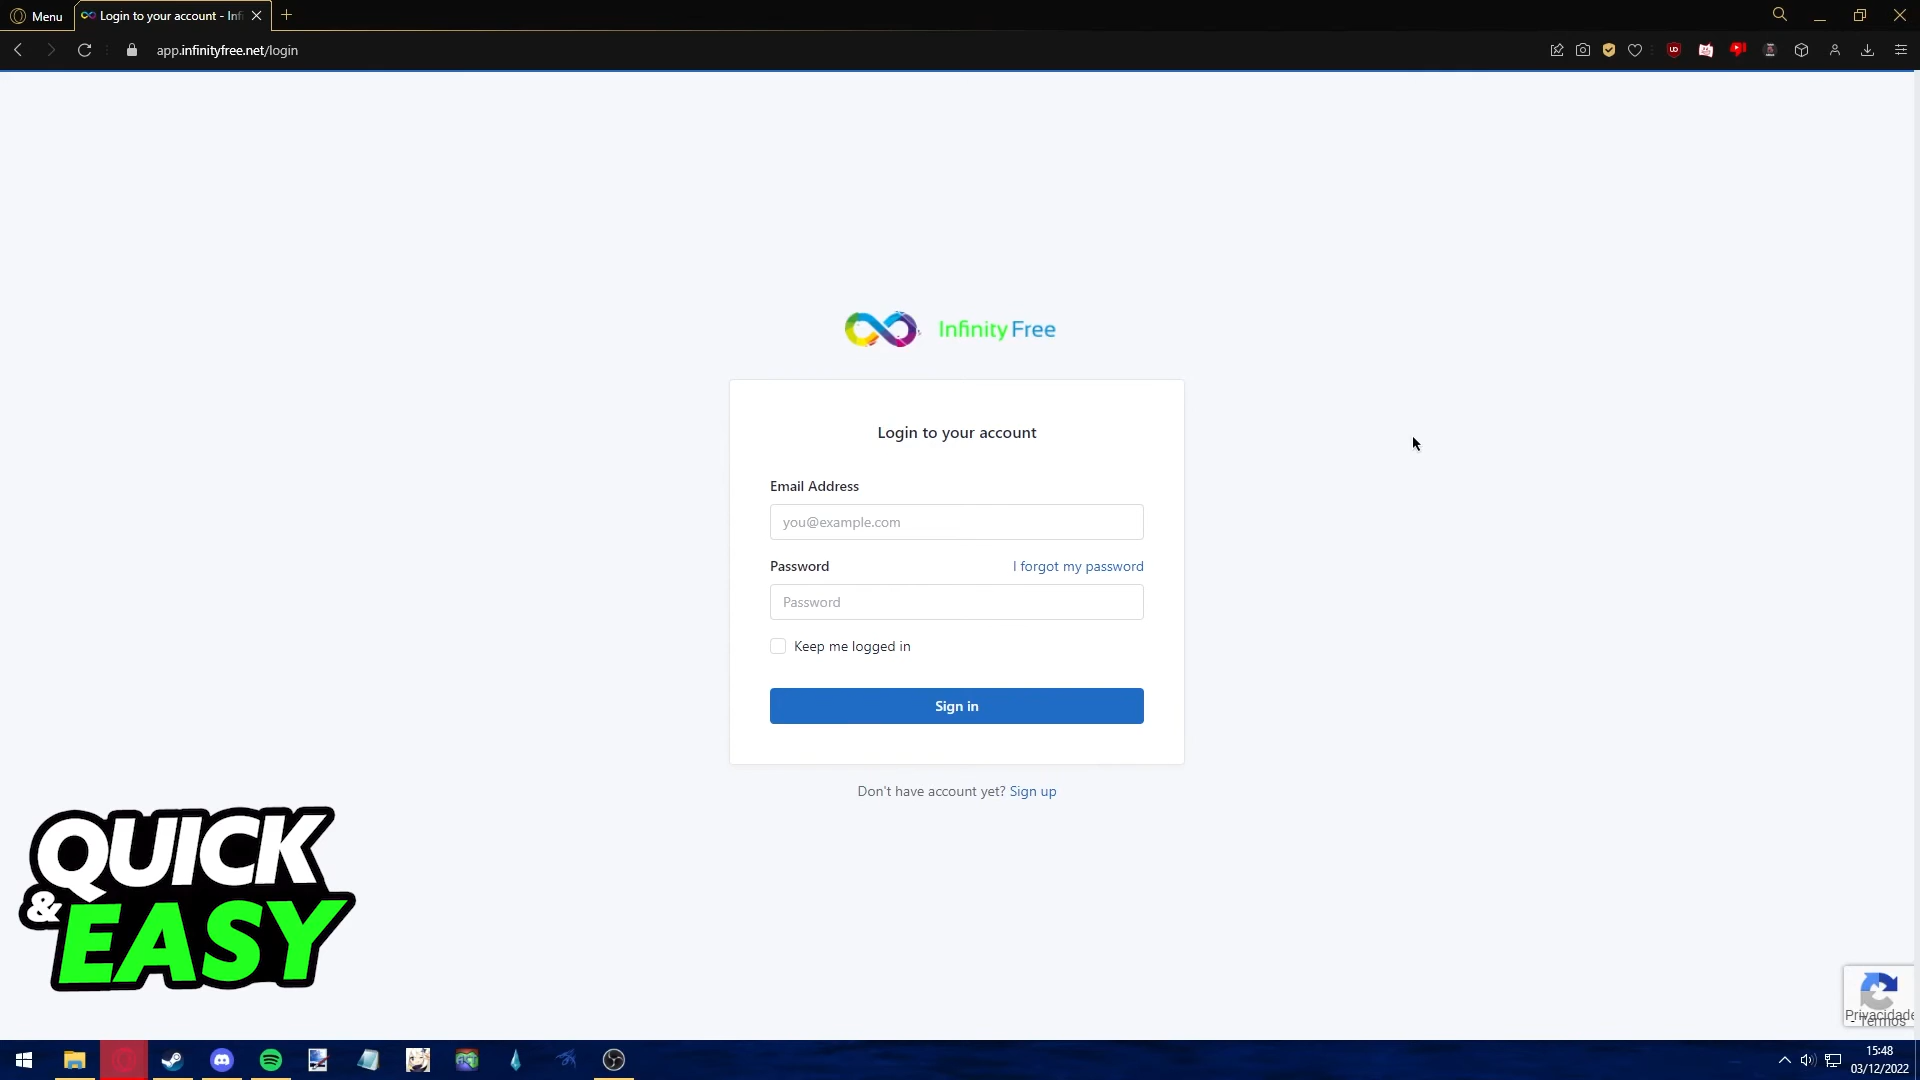 Menu
Login to your account - Infi
app.infinityfree.net/login
Infinity Free
Login to your account
Email Address
you@example.com
Password
I forgot my password
Password
Keep me logged in
Sign in
Don't have account yet? Sign up
QUICK
& EASY
Privacidade
- Termos
15:48
03/12/2022